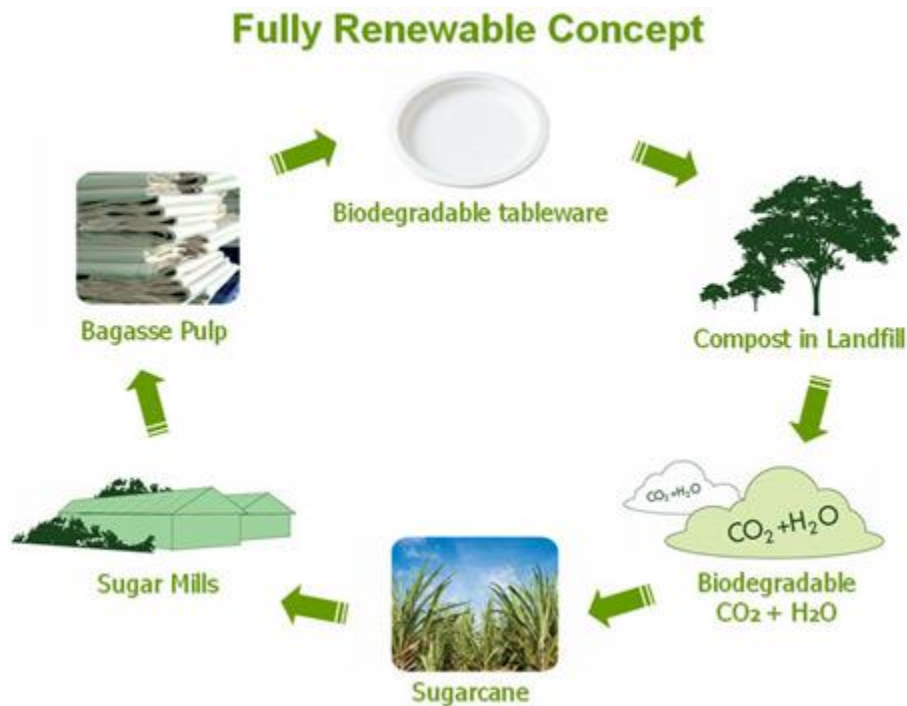 Fully Renewable Concept
Biodegradable tableware
Bagasse Pulp
Compost in Landfill
CO₂+H₂O
CO₂+H₂O
Sugar Mills
Biodegradable
CO₂ + H₂O
Sugarcane